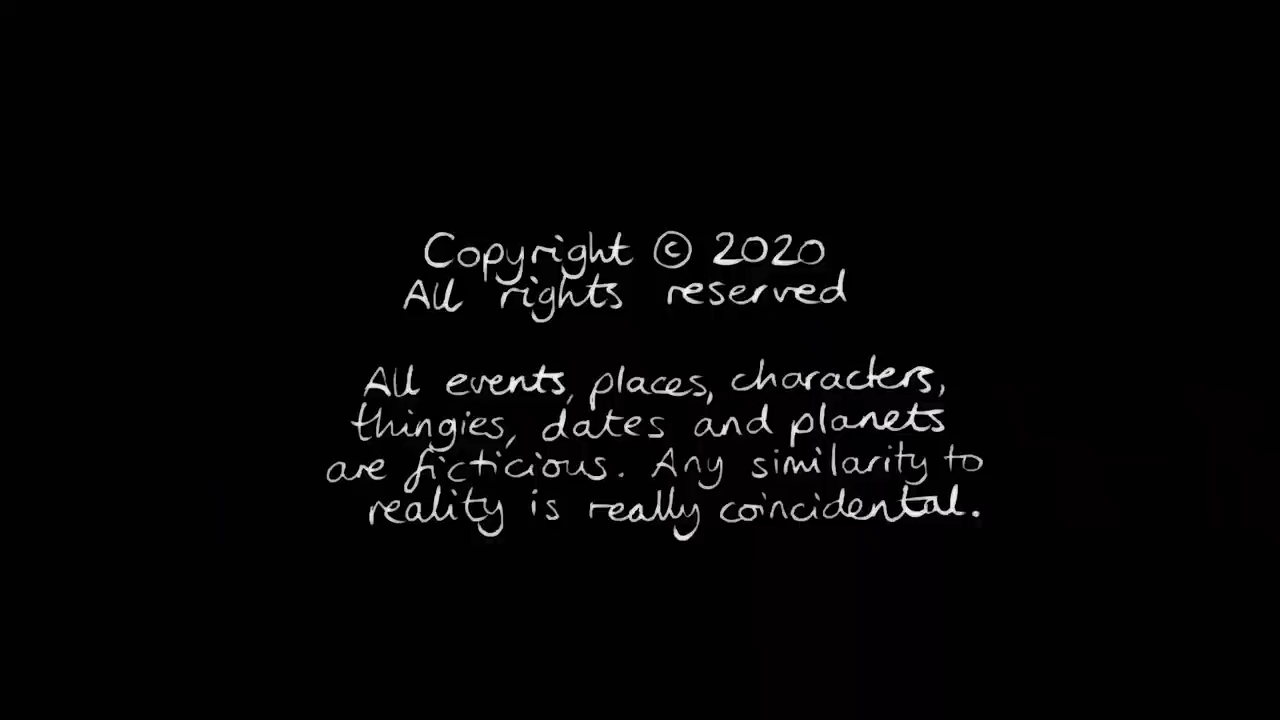 Copyright © 2020
All rights reserved
All events, places, characters,
thingies, dates and planets
are ficticious. Any similarity to
reality is really coincidental.